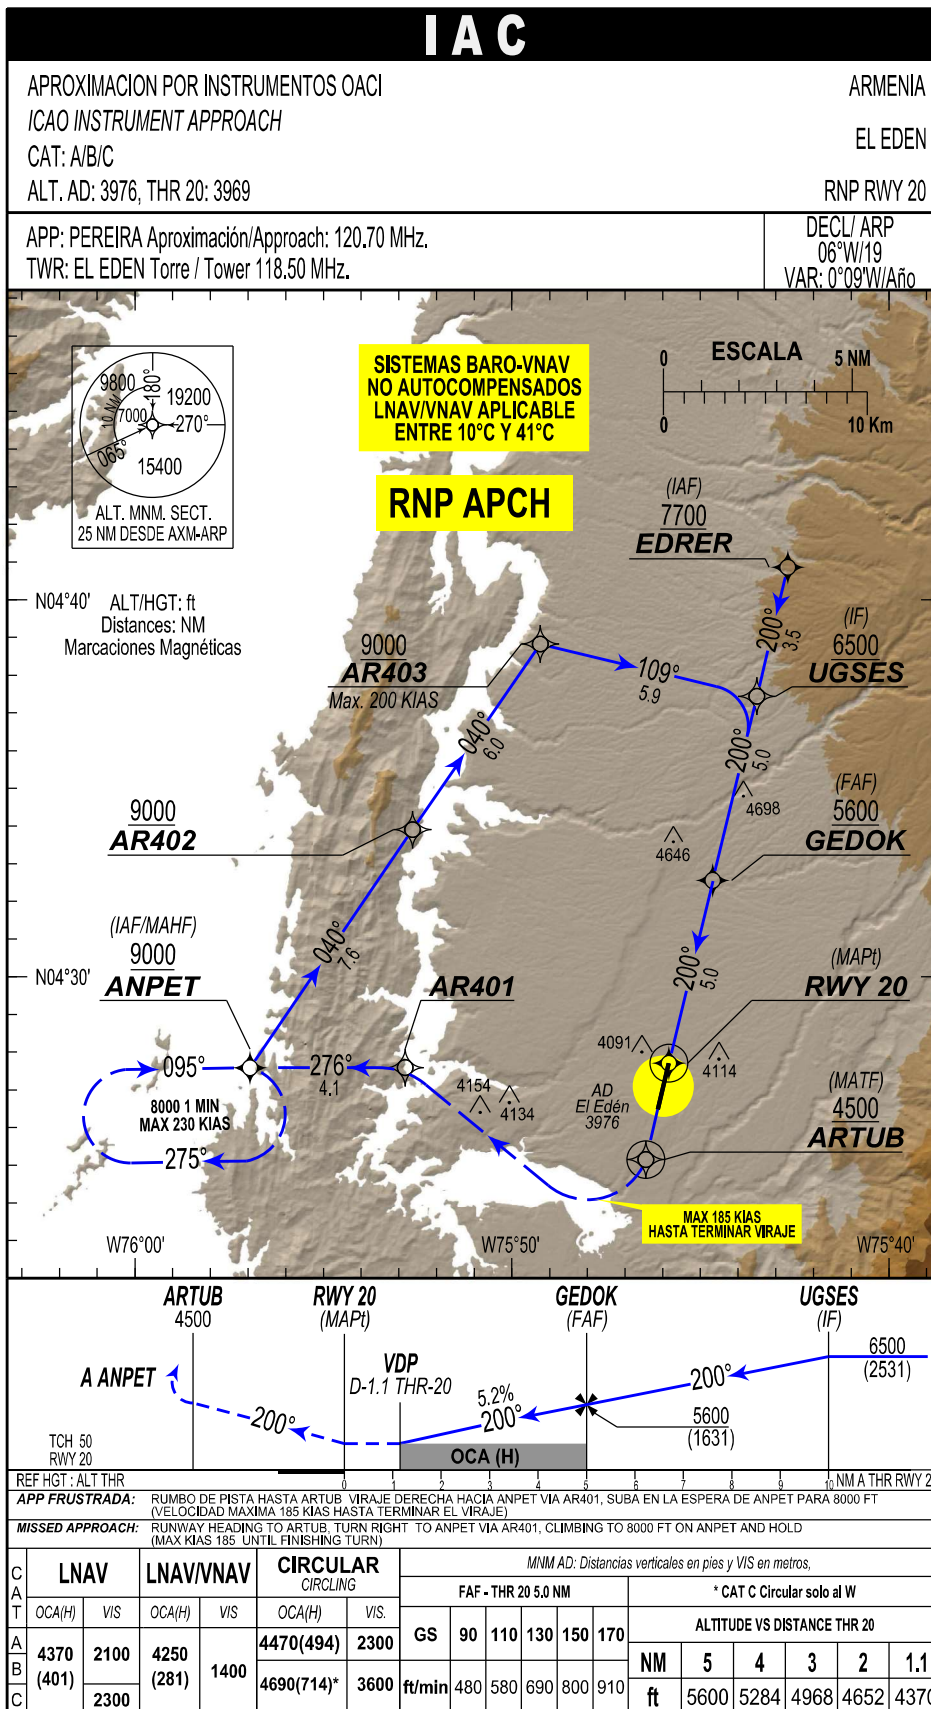 IAC
APROXIMACION POR INSTRUMENTOS OACI
ICAO INSTRUMENT APPROACH
CAT: A/B/C
ALT. AD: 3976, THR 20: 3969
ARMENIA
EL EDEN
RNP RWY 20
APP: PEREIRA Aproximación/Approach: 120.70 MHz.
TWR: EL EDEN Torre / Tower 118.50 MHz.
DECL/ ARP
06°W/19
VAR: 0°09'W/Año
9800
180°
19200
10 NM
7000
270°
065°
15400
ALT. MNM. SECT.
25 NM DESDE AXM-ARP
SISTEMAS BARO-VNAV
NO AUTOCOMPENSADOS
LNAV/VNAV APLICABLE
ENTRE 10°C Y 41°C
RNP APCH
0 ESCALA 5 NM
0 10 Km
(IAF)
7700
EDRER
N04°40'
ALT/HGT: ft
Distances: NM
Marcaciones Magnéticas
9000
AR403
Max. 200 KIAS
109°
5.9
200°
3.5
(IF)
6500
UGSES
040°
6.0
200°
5.0
4698
4646
(FAF)
5600
GEDOK
9000
AR402
040°
7.6
(IAF/MAHF)
9000
ANPET
N04°30'
AR401
200°
5.0
(MAPt)
RWY 20
095°
276°
4.1
8000 1 MIN
MAX 230 KIAS
275°
4154
4134
4091
4114
AD
El Edén
3976
(MATF)
4500
ARTUB
MAX 185 KIAS
HASTA TERMINAR VIRAJE
W76°00'
W75°50'
W75°40'
ARTUB
4500
RWY 20
(MAPt)
GEDOK
(FAF)
UGSES
(IF)
A ANPET
VDP
D-1.1 THR-20
6500
(2531)
200°
5.2%
200°
200°
5600
(1631)
TCH 50
RWY 20
OCA (H)
REF HGT : ALT THR
0 1 2 3 4 5 6 7 8 9 10 NM A THR RWY 2
APP FRUSTRADA: RUMBO DE PISTA HASTA ARTUB VIRAJE DERECHA HACIA ANPET VIA AR401, SUBA EN LA ESPERA DE ANPET PARA 8000 FT
(VELOCIDAD MAXIMA 185 KIAS HASTA TERMINAR EL VIRAJE)
MISSED APPROACH: RUNWAY HEADING TO ARTUB, TURN RIGHT TO ANPET VIA AR401, CLIMBING TO 8000 FT ON ANPET AND HOLD
(MAX KIAS 185 UNTIL FINISHING TURN)
CAT
LNAV
LNAV/VNAV
CIRCULAR
CIRCLING
OCA(H) VIS OCA(H) VIS OCA(H) VIS.
A
B
C
4370
(401)
2100
2300
4250
(281)
1400
4470(494) 2300
4690(714)* 3600
MNM AD: Distancias verticales en pies y VIS en metros,
FAF - THR 20 5.0 NM
* CAT C Circular solo al W
GS 90 110 130 150 170
ft/min 480 580 690 800 910
ALTITUDE VS DISTANCE THR 20
NM 5 4 3 2 1.1
ft 5600 5284 4968 4652 4370